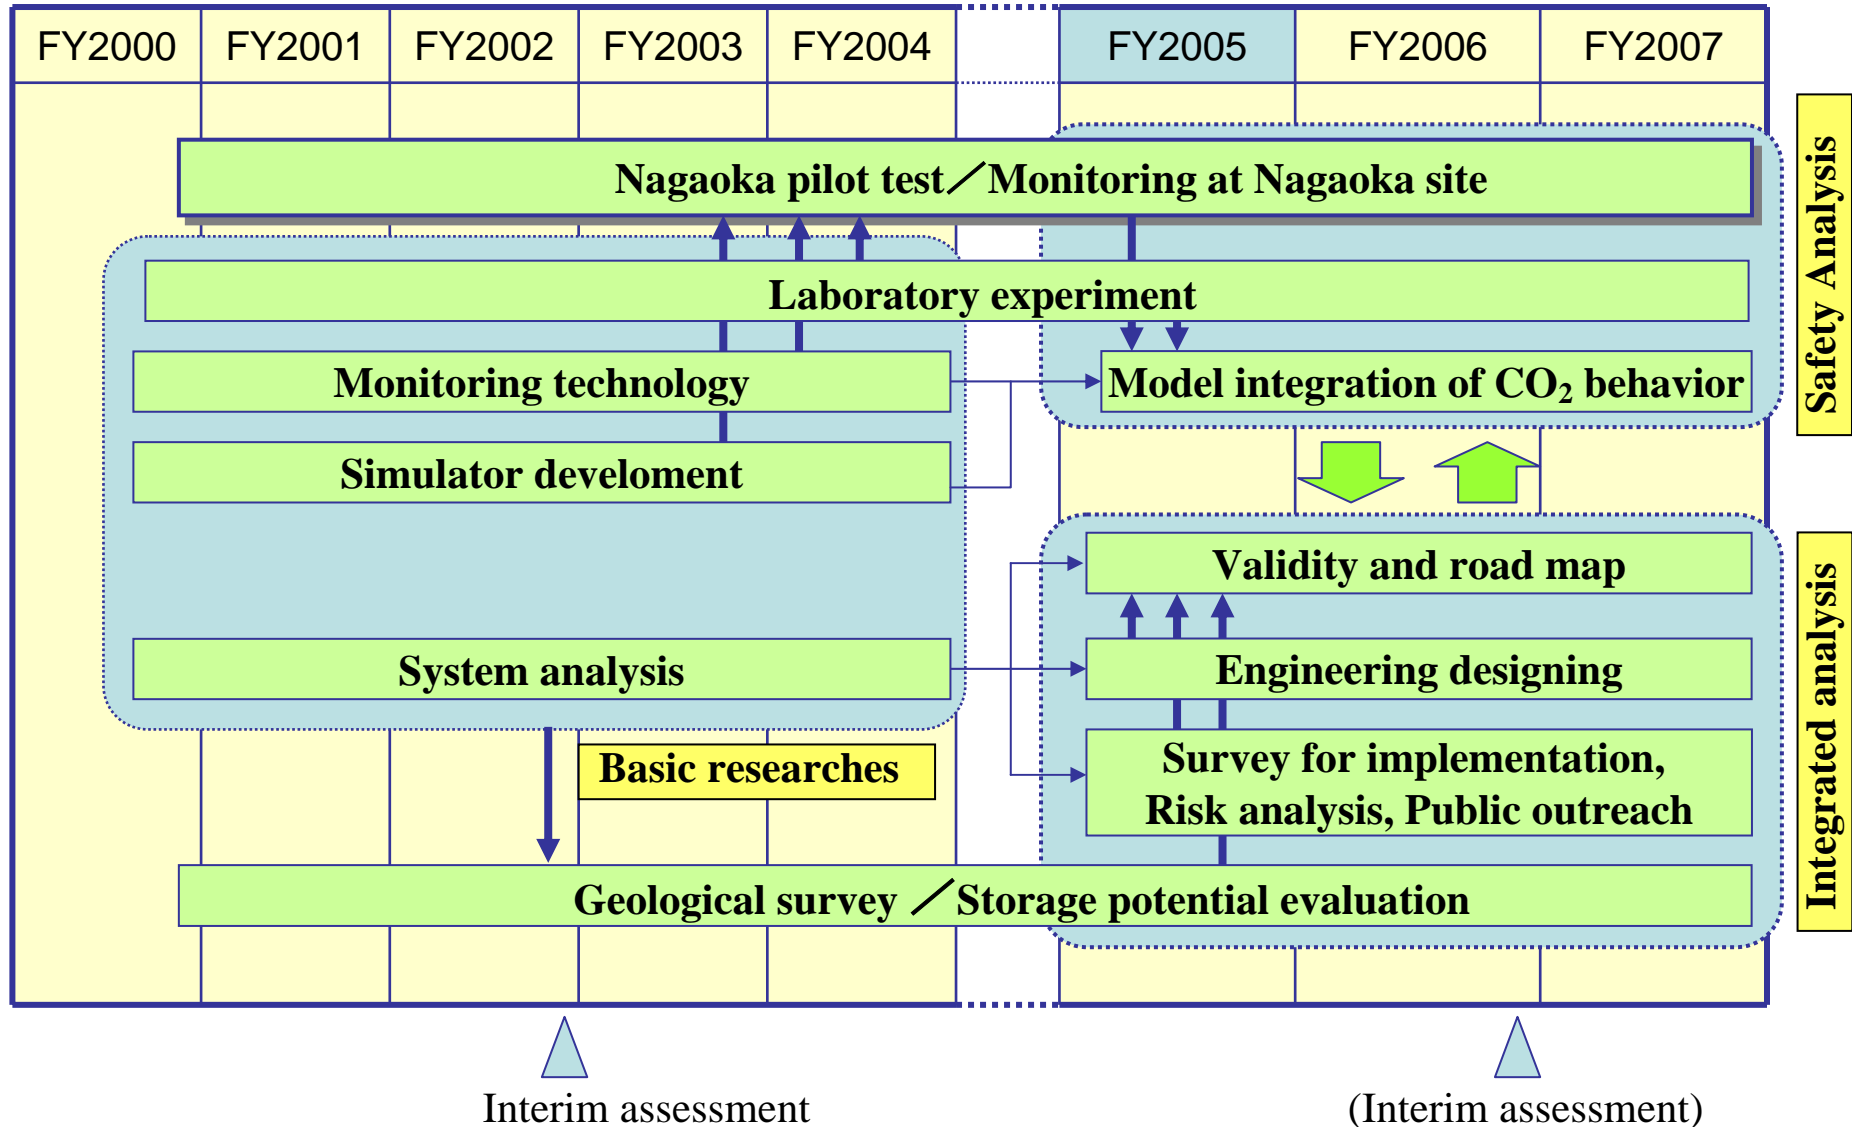 FY2000 FY2001 FY2002 FY2003 FY2004 FY2005 FY2006 FY2007
Nagaoka pilot test／Monitoring at Nagaoka site
Laboratory experiment
Monitoring technology
Model integration of CO₂ behavior
Simulator develoment
Safety Analysis
Validity and road map
System analysis
Engineering designing
Basic researches
Survey for implementation,
Risk analysis, Public outreach
Geological survey ／Storage potential evaluation
Integrated analysis
Interim assessment
(Interim assessment)